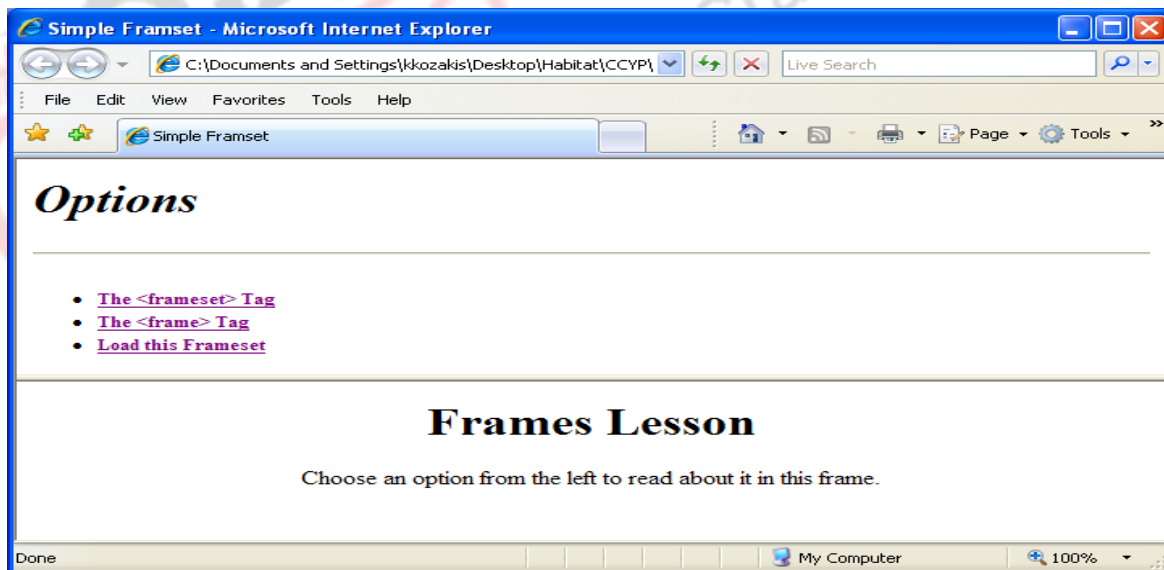 Simple Framset - Microsoft Internet Explorer
C:\Documents and Settings\kkozakis\Desktop\Habitat\CCYP\
Live Search
File Edit View Favorites Tools Help
Simple Framset
Page Tools »
Options
• The <frameset> Tag
• The <frame> Tag
• Load this Frameset
Frames Lesson
Choose an option from the left to read about it in this frame.
Done My Computer 100%